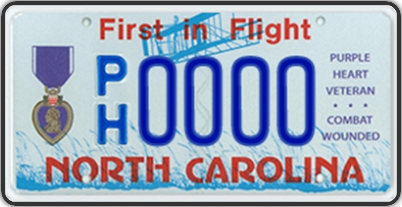 First in Flight
PH0000
PURPLE
HEART
VETERAN
...
COMBAT
WOUNDED
NORTH CAROLINA